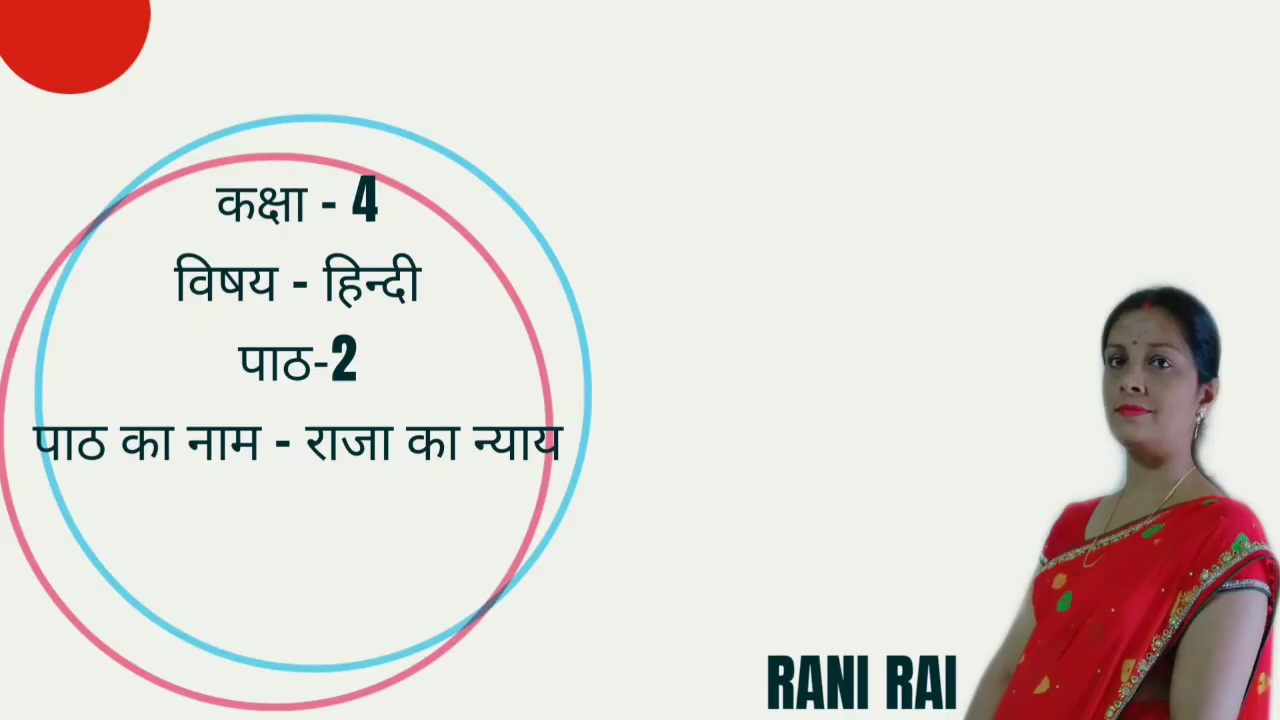 कक्षा - 4
विषय - हिन्दी
पाठ-2
पाठ का नाम - राजा का न्याय
RANI RAI